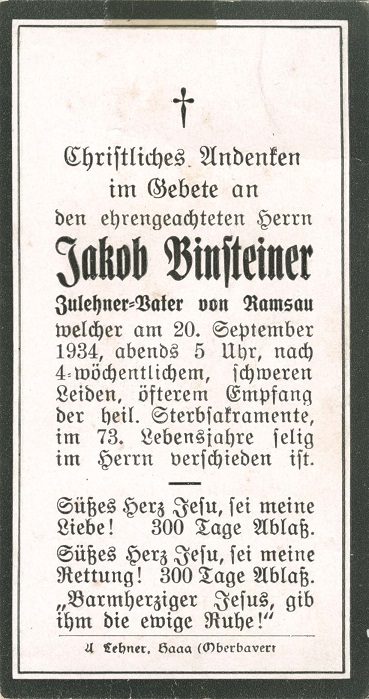 Christliches Andenken
im Gebete an
den ehrengeachteten Herrn
Jakob Binsteiner
Zulehner-Vater von Ramsau
welcher am 20. September
1934, abends 5 Uhr, nach
4-wöchentlichem, schweren
Leiden, öfterem Empfang
der heil. Sterbsakramente,
im 73. Lebensjahre selig
im Herrn verschieden ist.
Süßes Herz Jesu, sei meine
Liebe! 300 Tage Ablaß.
Süßes Herz Jesu, sei meine
Rettung! 300 Tage Ablaß.
„Barmherziger Jesus, gib
ihm die ewige Ruhe!“
A Lehner, Haag (Oberbayern